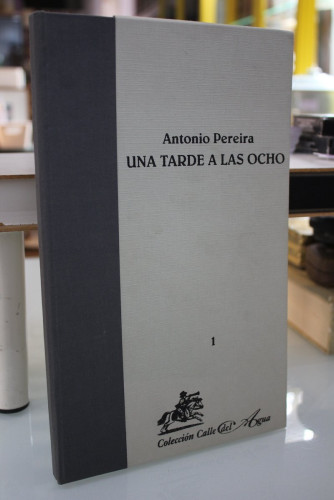 Antonio Pereira
UNA TARDE A LAS OCHO
1
Colección Calle del Agua